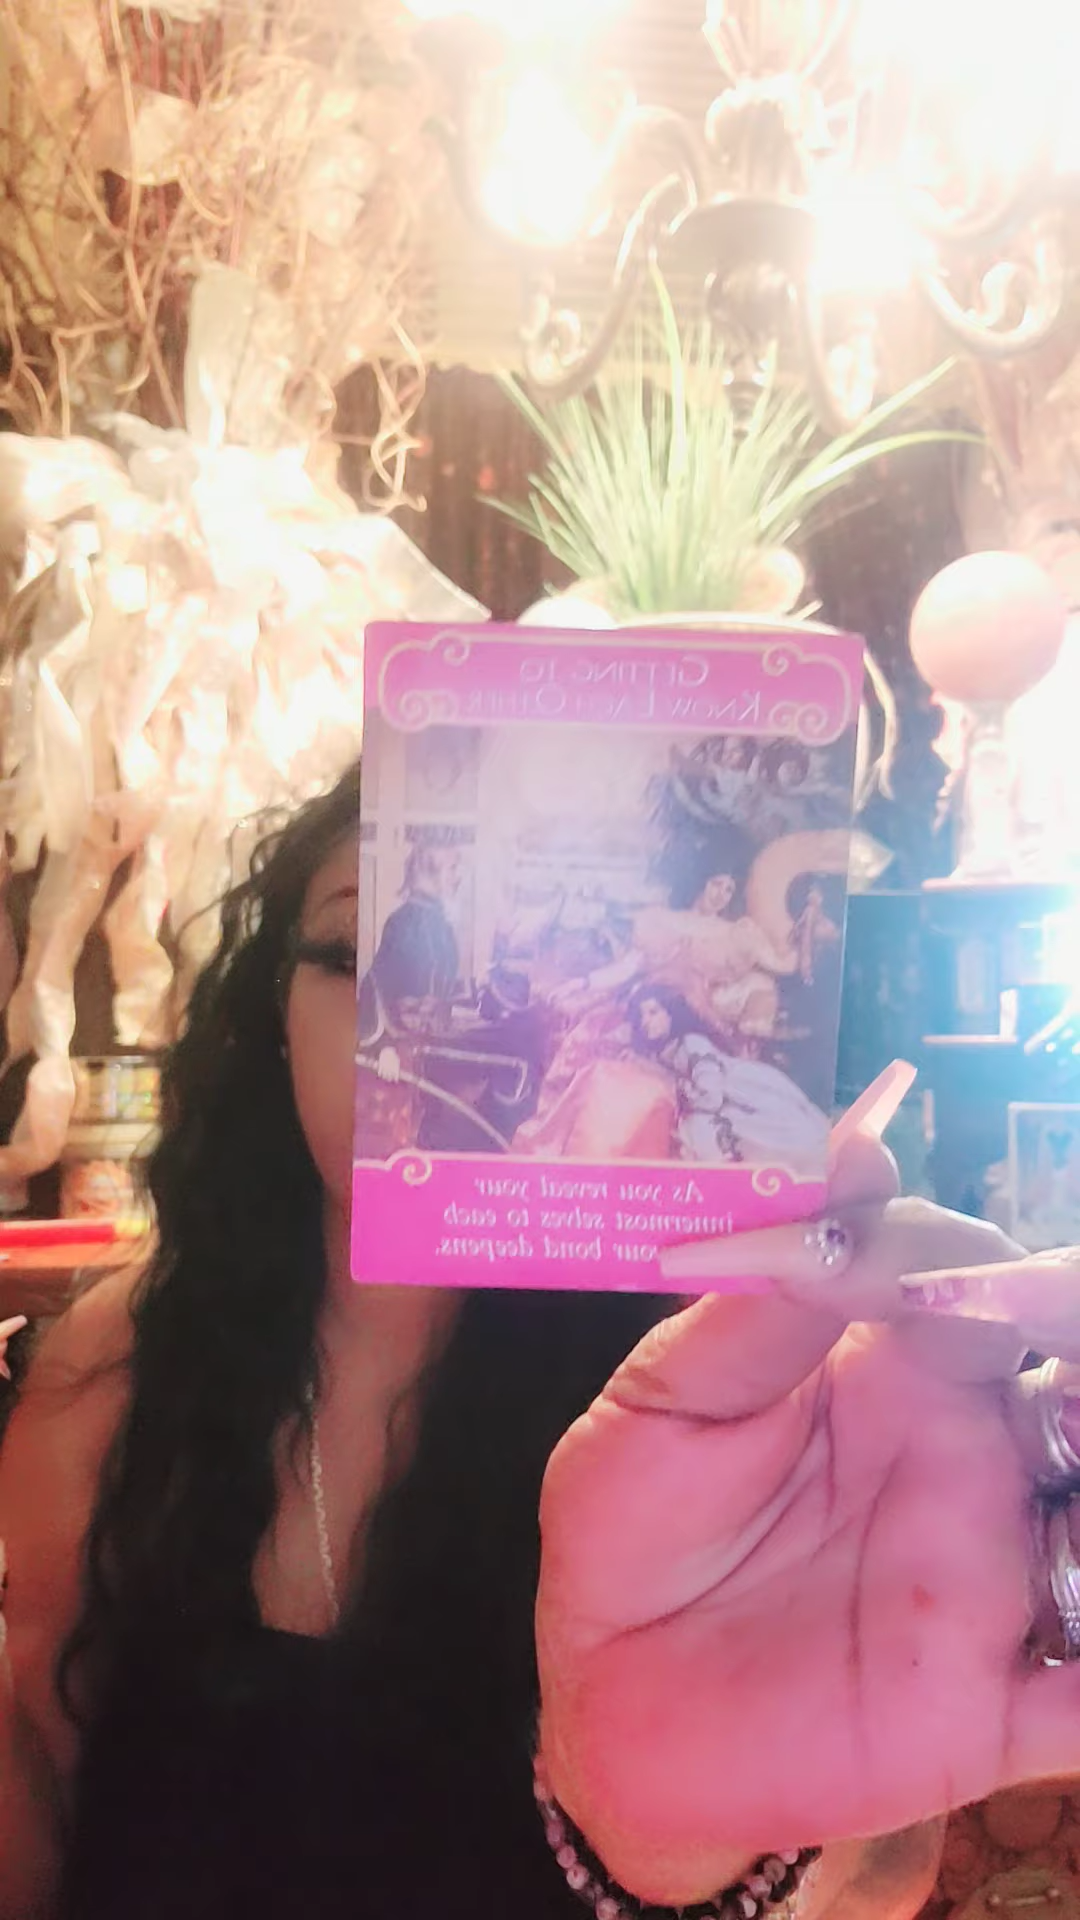 GETTING TO
KNOW EACH OTHER
As you reveal your
innermost selves to each
your bond deepens.